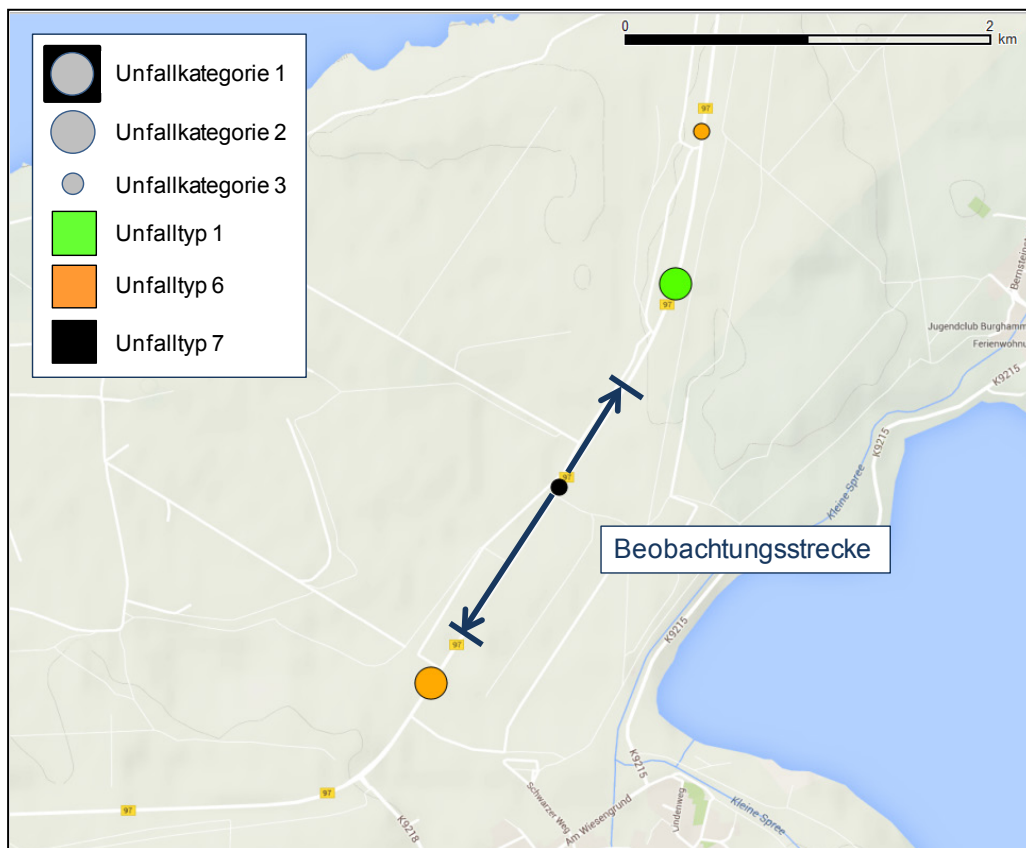 0 2
km
Unfallkategorie 1
Unfallkategorie 2
Unfallkategorie 3
Unfalltyp 1
Unfalltyp 6
Unfalltyp 7
97
97
97
97
97
97
Beobachtungsstrecke
Jugendclub Burghamm
Ferienwohnu
Bernsteinst
K9215
K9215
K9215
K9215
Kleine Spree
Kleine Spree
Schwarzer Weg
Am Wiesengrund
Lindenweg
K9218